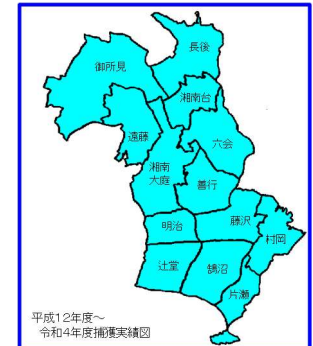 長後
御所見
湘南台
遠藤
六会
湘南
大庭
善行
明治
藤沢
村岡
辻堂
鵠沼
片瀬
平成12年度～
令和4年度捕獲実績図